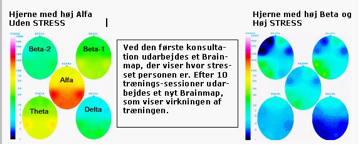 Hjerne med høj Alfa
Uden STRESS
Beta-2
Beta-1
Alfa
Theta
Delta
Ved den første konsulta-
tion udarbejdes et Brain-
map, der viser hvor stres-
set personen er. Efter 10
trænings-sessioner udar-
bejdes et nyt Brainmap,
som viser virkningen af
træningen.
Hjerne med høj Beta og
Høj STRESS